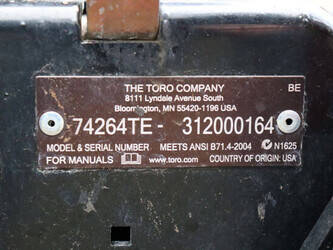 THE TORO COMPANY BE
8111 Lyndale Avenue South
Bloomington, MN 55420-1196 USA
74264TE - 312000164
MODEL & SERIAL NUMBER MEETS ANSI B71.4-2004 N1625
FOR MANUALS www.toro.com COUNTRY OF ORIGIN: USA